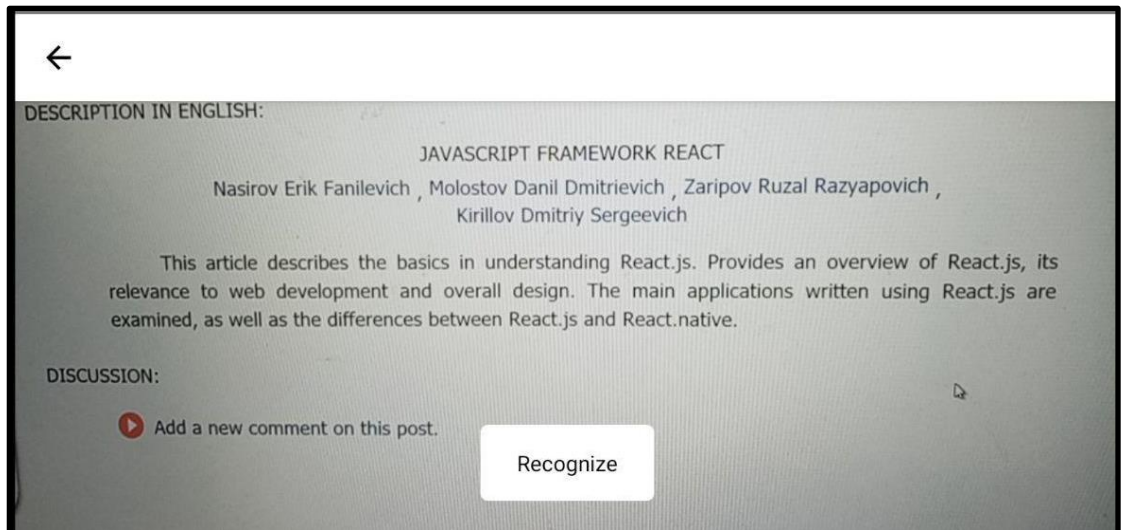 DESCRIPTION IN ENGLISH:
JAVASCRIPT FRAMEWORK REACT
Nasirov Erik Fanilevich , Molostov Danil Dmitrievich , Zaripov Ruzal Razyapovich ,
Kirillov Dmitriy Sergeevich
This article describes the basics in understanding React.js. Provides an overview of React.js, its
relevance to web development and overall design. The main applications written using React.js are
examined, as well as the differences between React.js and React.native.
DISCUSSION:
Add a new comment on this post.
Recognize